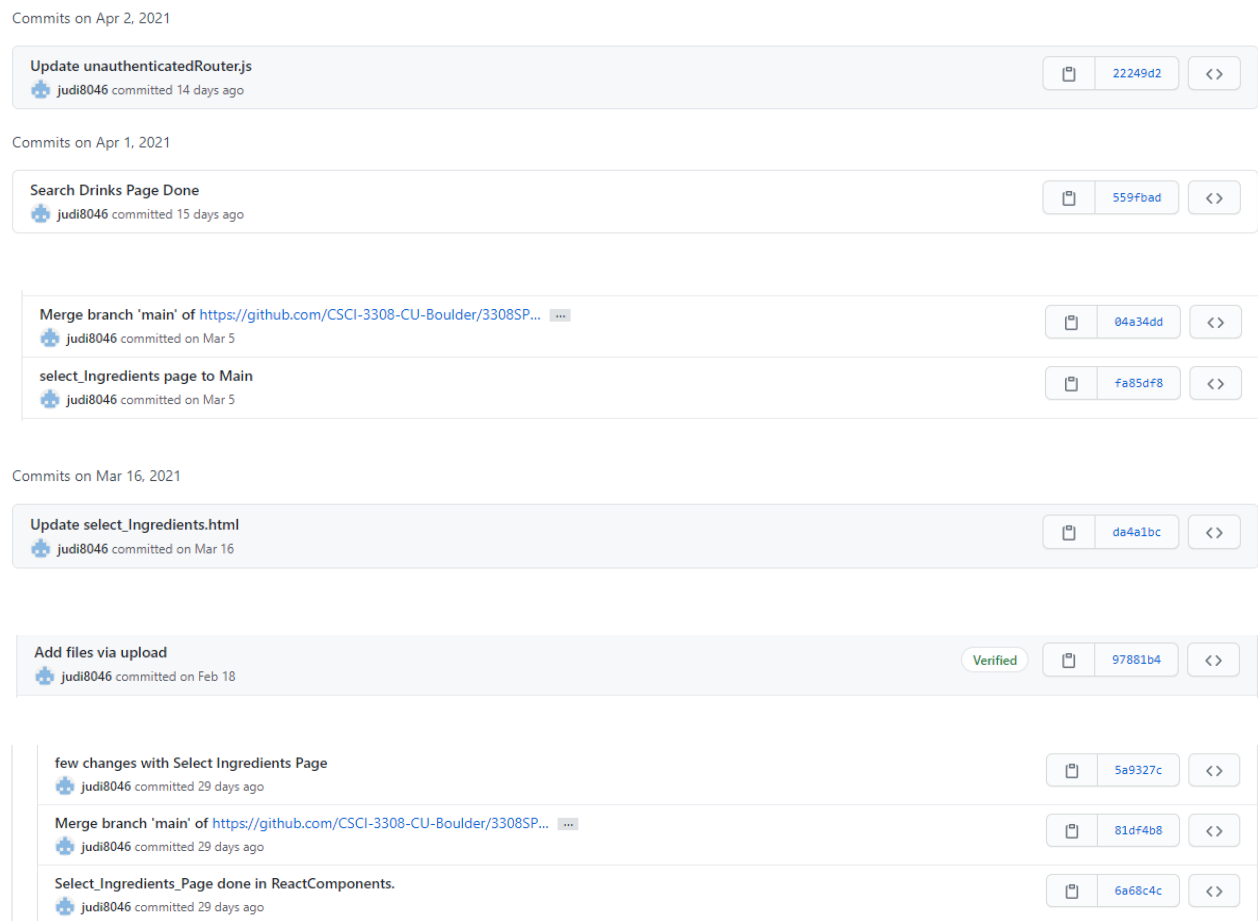 Commits on Apr 2, 2021
Update unauthenticatedRouter.js
22249d2
judi8046 committed 14 days ago
Commits on Apr 1, 2021
Search Drinks Page Done
559fbad
judi8046 committed 15 days ago
Merge branch 'main' of https://github.com/CSCI-3308-CU-Boulder/3308SP... ...
04a34dd
judi8046 committed on Mar 5
select_Ingredients page to Main
fa85df8
judi8046 committed on Mar 5
Commits on Mar 16, 2021
Update select_Ingredients.html
da4a1bc
judi8046 committed on Mar 16
Add files via upload
Verified
97881b4
judi8046 committed on Feb 18
few changes with Select Ingredients Page
5a9327c
judi8046 committed 29 days ago
Merge branch 'main' of https://github.com/CSCI-3308-CU-Boulder/3308SP... ...
81df4b8
judi8046 committed 29 days ago
Select_Ingredients_Page done in ReactComponents.
6a68c4c
judi8046 committed 29 days ago